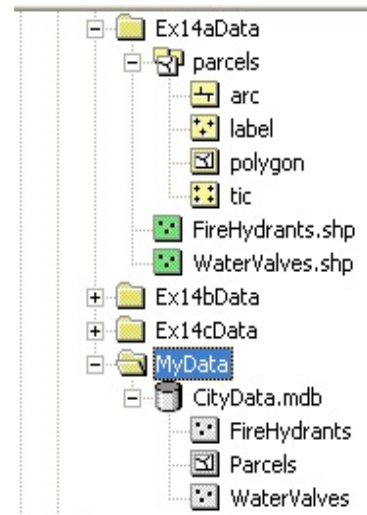 Ex14aData
parcels
arc
label
polygon
tic
FireHydrants.shp
WaterValves.shp
Ex14bData
Ex14cData
MyData
CityData.mdb
FireHydrants
Parcels
WaterValves